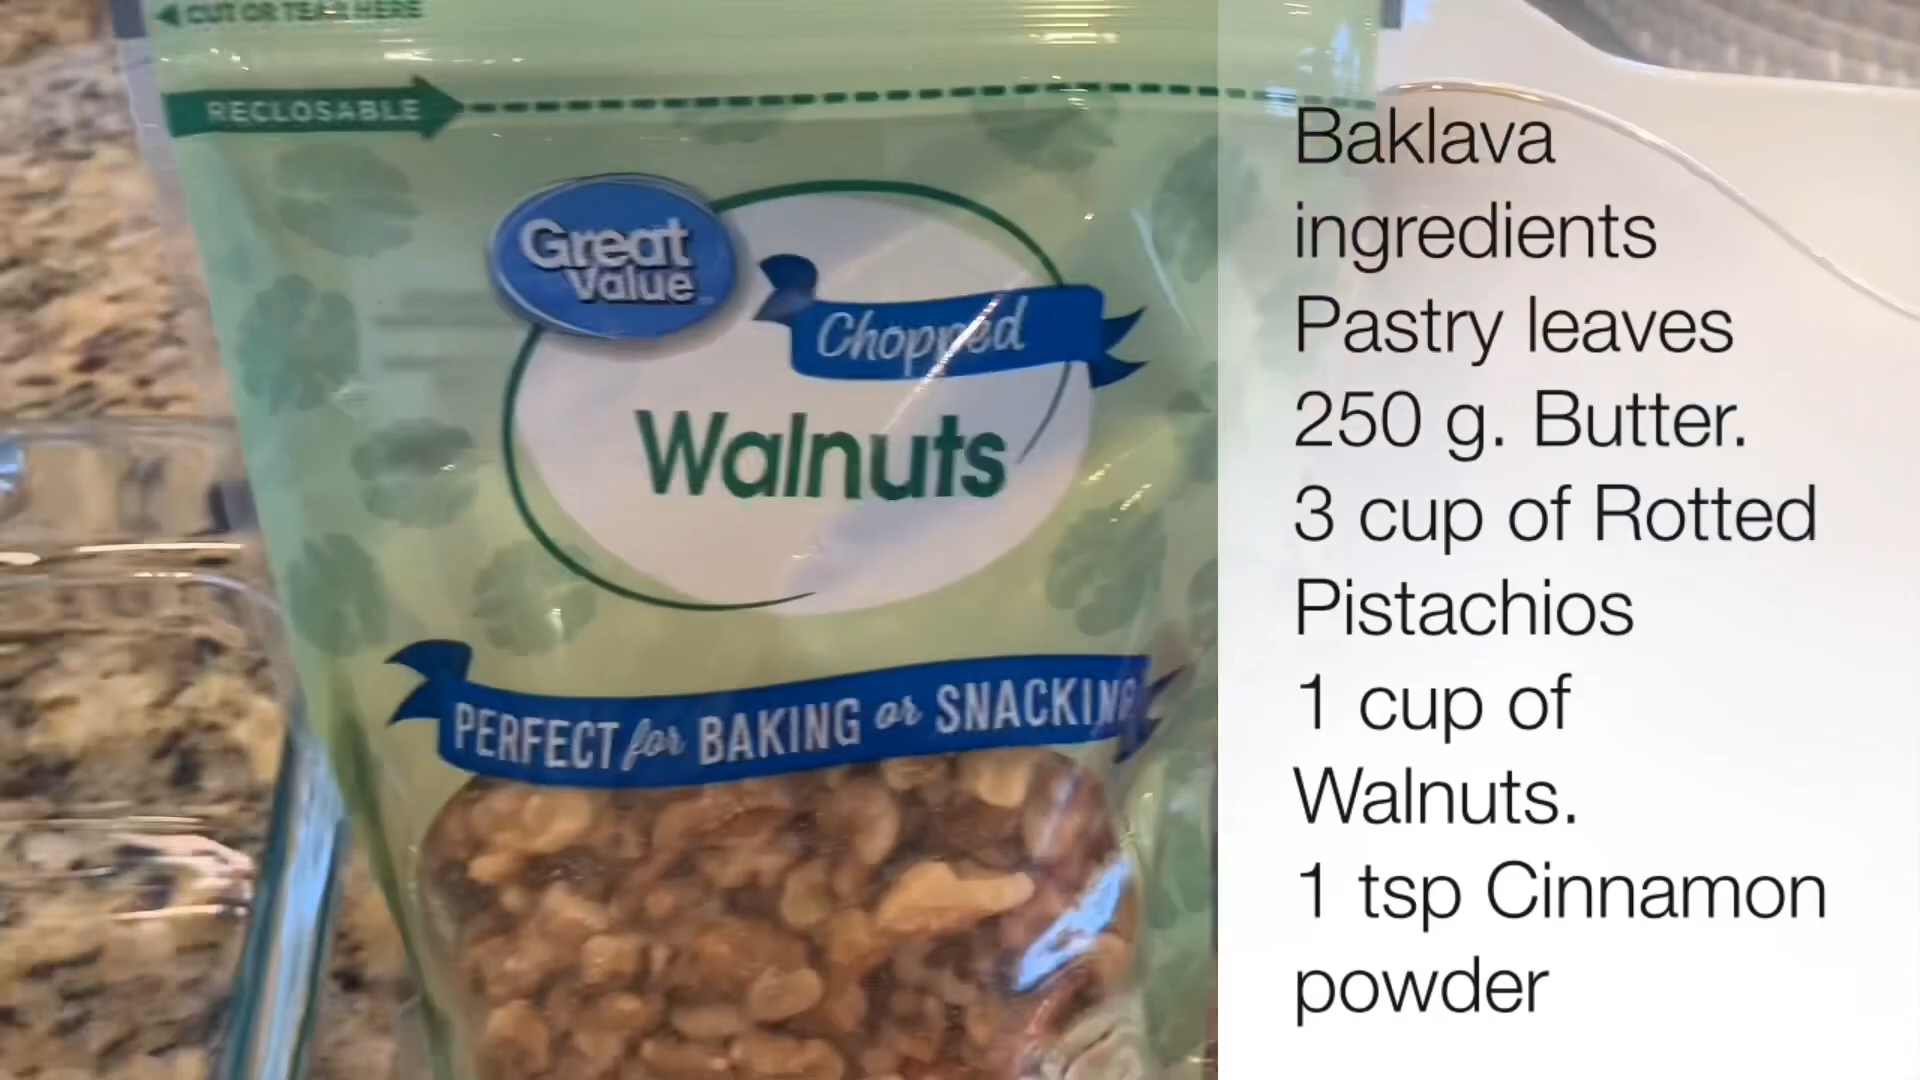 CUT OR TEAR HERE
RECLOSABLE
Great
Value
Chopped
Walnuts
PERFECT for BAKING or SNACKING
Baklava
ingredients
Pastry leaves
250 g. Butter.
3 cup of Rotted
Pistachios
1 cup of
Walnuts.
1 tsp Cinnamon
powder